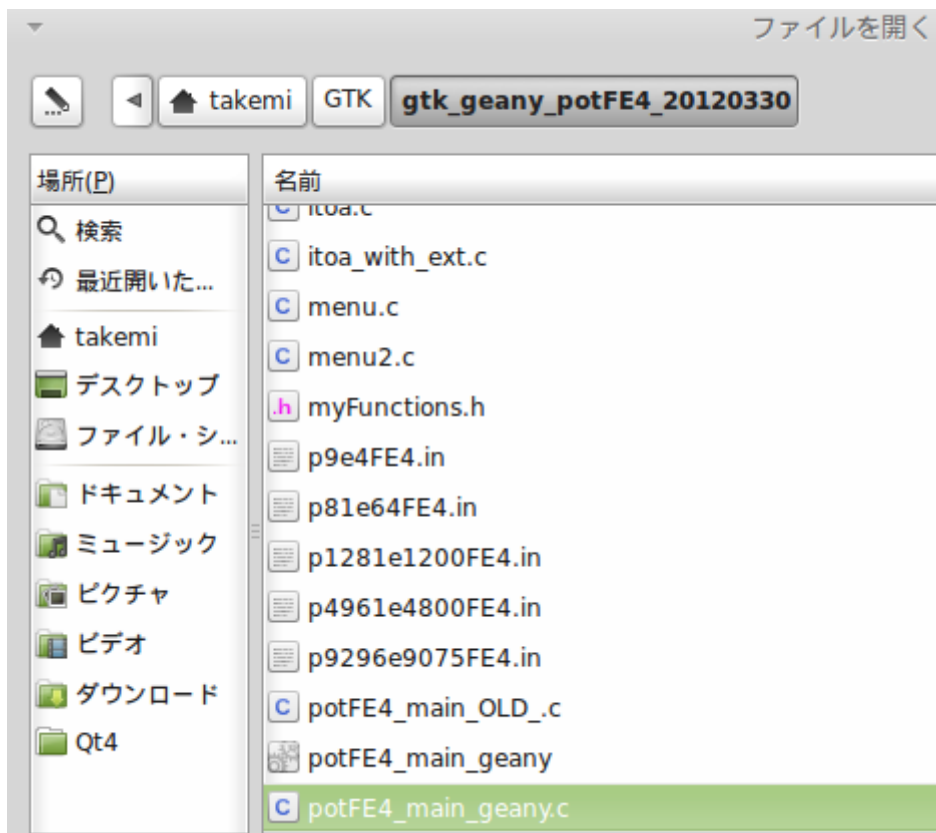 ファイルを開く
takemi GTK gtk_geany_potFE4_20120330
場所(P)
検索
最近開いた...
takemi
デスクトップ
ファイル・シ...
ドキュメント
ミュージック
ピクチャ
ビデオ
ダウンロード
Qt4
名前
itoa.c
itoa_with_ext.c
menu.c
menu2.c
myFunctions.h
p9e4FE4.in
p81e64FE4.in
p1281e1200FE4.in
p4961e4800FE4.in
p9296e9075FE4.in
potFE4_main_OLD_.c
potFE4_main_geany
potFE4_main_geany.c